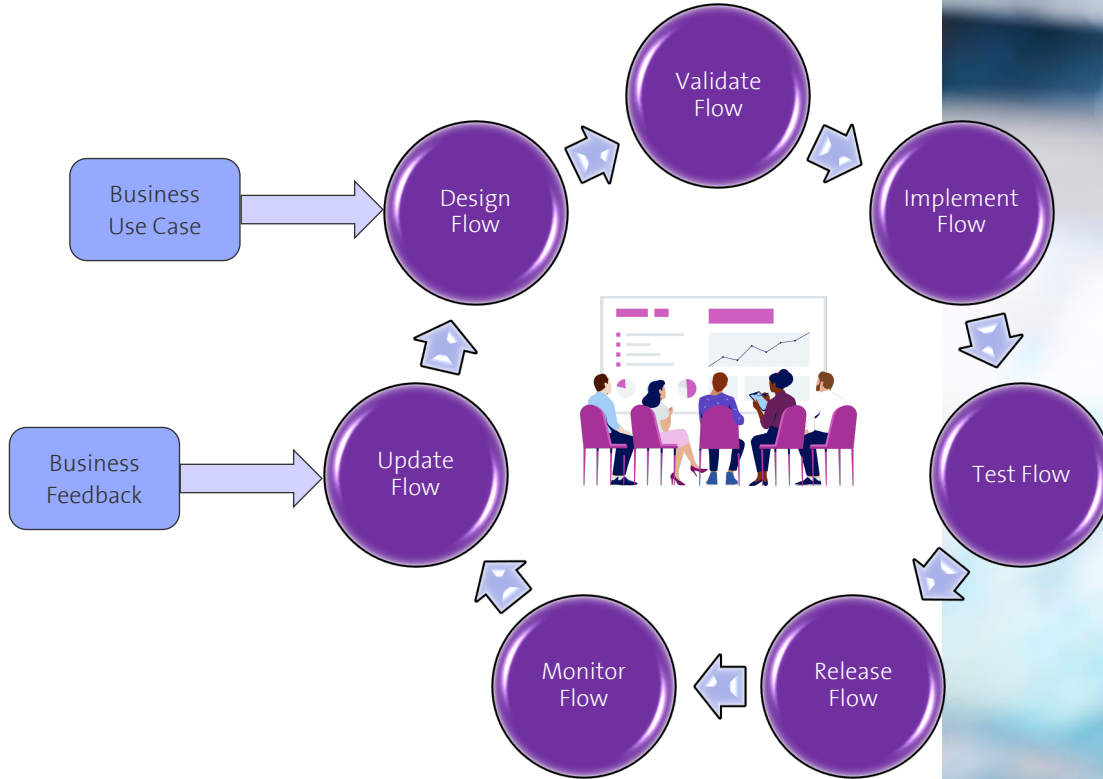 Validate
Flow
Design
Flow
Implement
Flow
Business
Use Case
Update
Flow
Test Flow
Business
Feedback
Monitor
Flow
Release
Flow